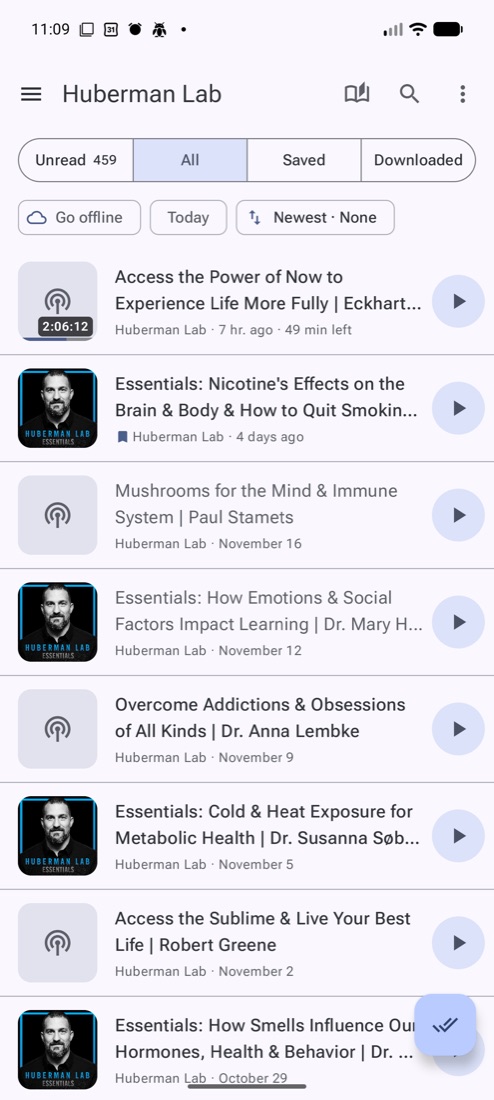 11:09
31
Huberman Lab
Unread 459
All
Saved
Downloaded
Go offline
Today
Newest · None
Access the Power of Now to
Experience Life More Fully | Eckhart...
2:06:12
Huberman Lab · 7 hr. ago · 49 min left
Essentials: Nicotine's Effects on the
Brain & Body & How to Quit Smokin...
HUBERMAN LAB
ESSENTIALS
Huberman Lab · 4 days ago
Mushrooms for the Mind & Immune
System | Paul Stamets
Huberman Lab · November 16
Essentials: How Emotions & Social
Factors Impact Learning | Dr. Mary H...
HUBERMAN LAB
ESSENTIALS
Huberman Lab · November 12
Overcome Addictions & Obsessions
of All Kinds | Dr. Anna Lembke
Huberman Lab · November 9
Essentials: Cold & Heat Exposure for
Metabolic Health | Dr. Susanna Søb...
HUBERMAN LAB
ESSENTIALS
Huberman Lab · November 5
Access the Sublime & Live Your Best
Life | Robert Greene
Huberman Lab · November 2
Essentials: How Smells Influence Our
Hormones, Health & Behavior | Dr. ...
HUBERMAN LAB
ESSENTIALS
Huberman Lab · October 29